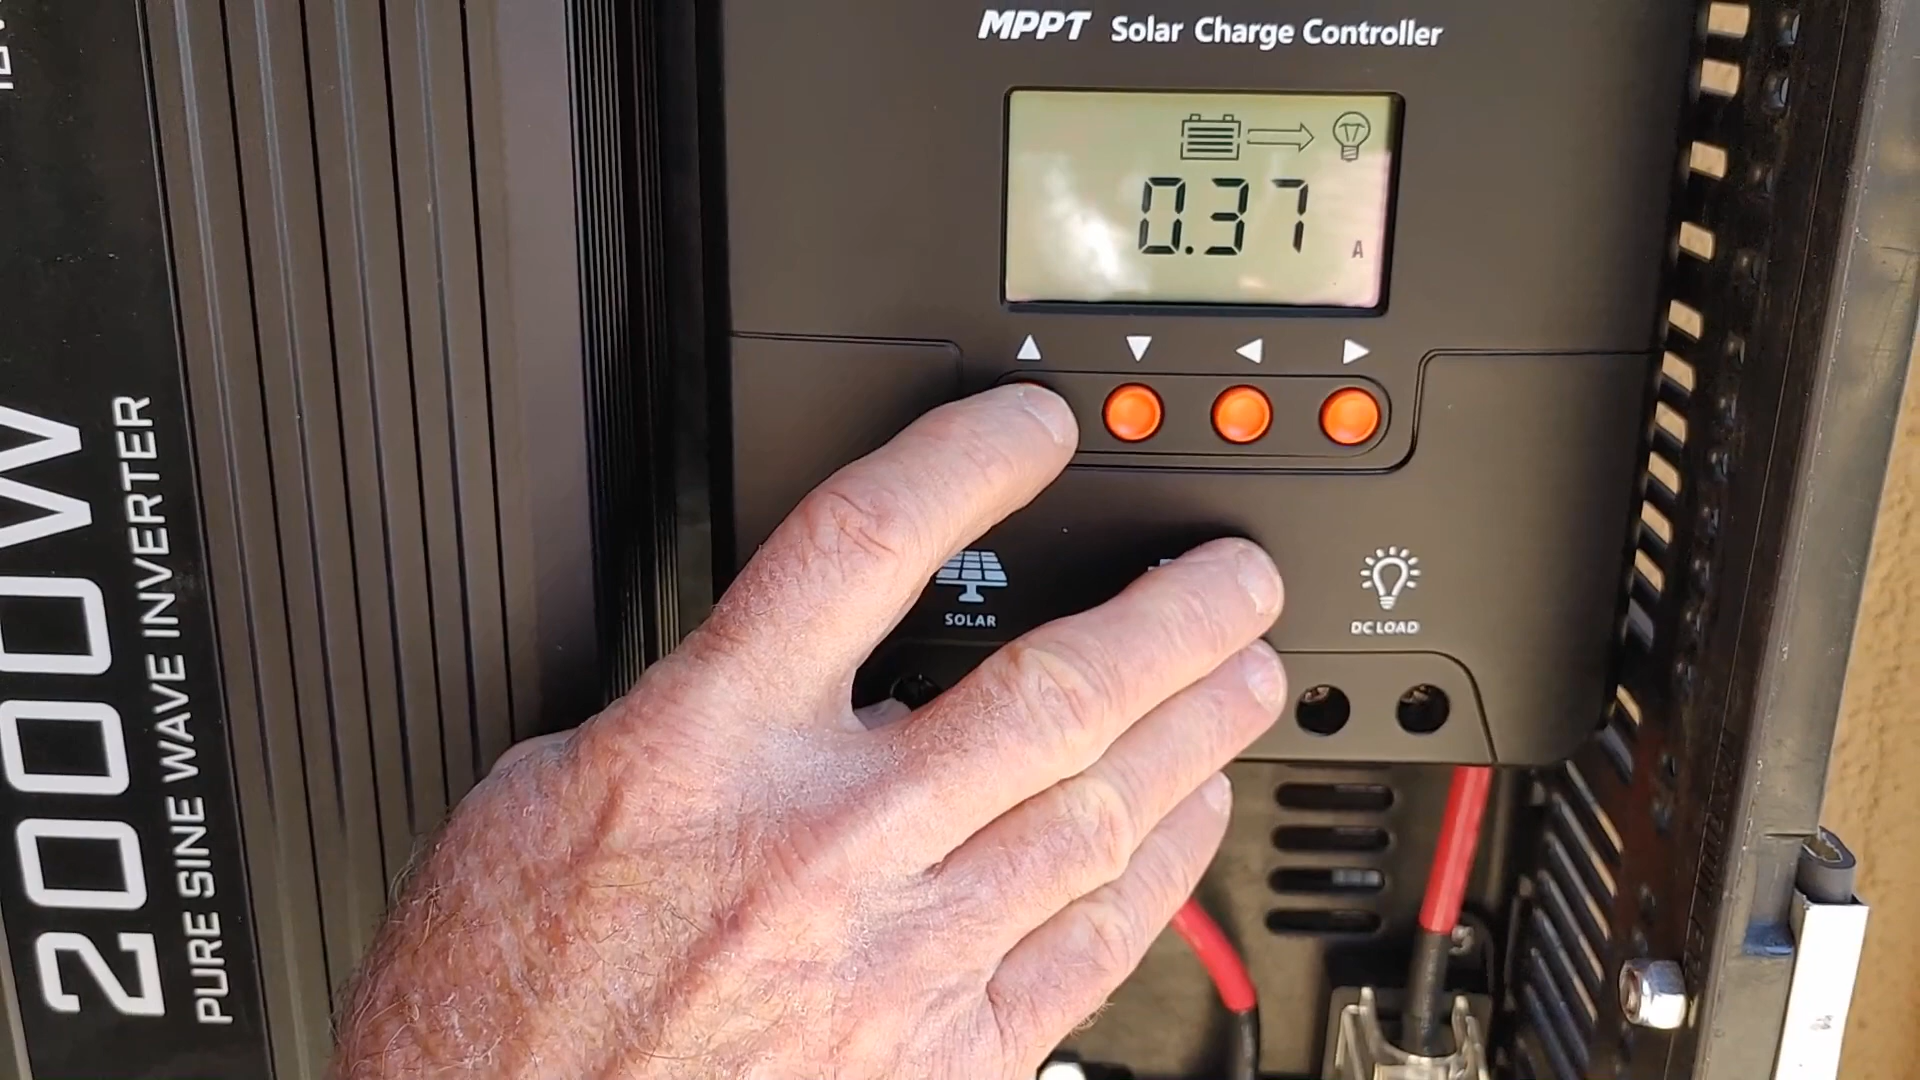 MPPT Solar Charge Controller
0.37
A
SOLAR
DC LOAD
2000W
PURE SINE WAVE INVERTER